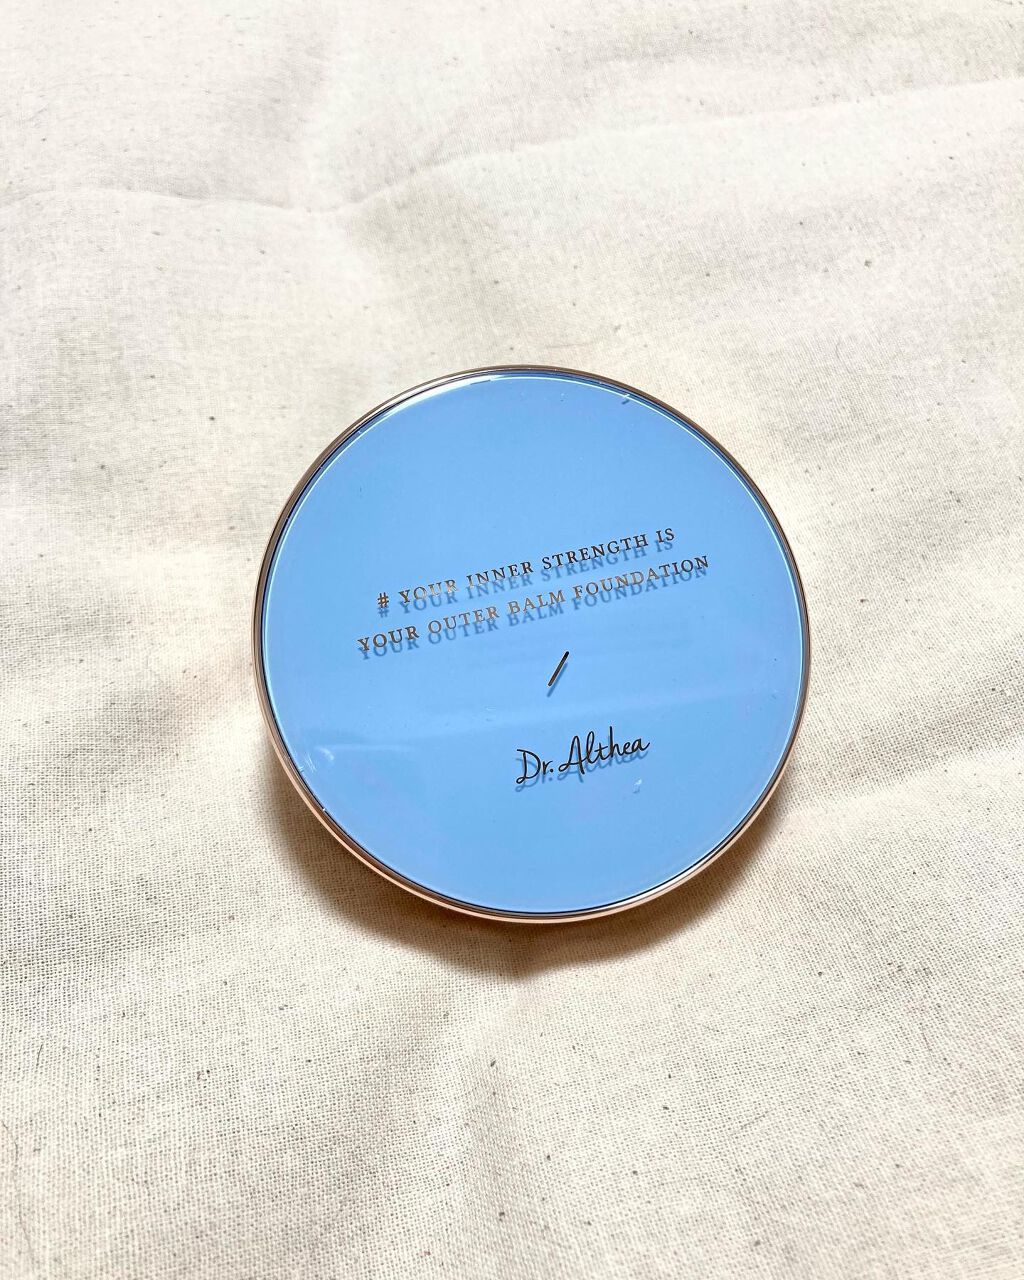 # YOUR INNER STRENGTH IS
YOUR OUTER BALM FOUNDATION
/
Dr. Althea